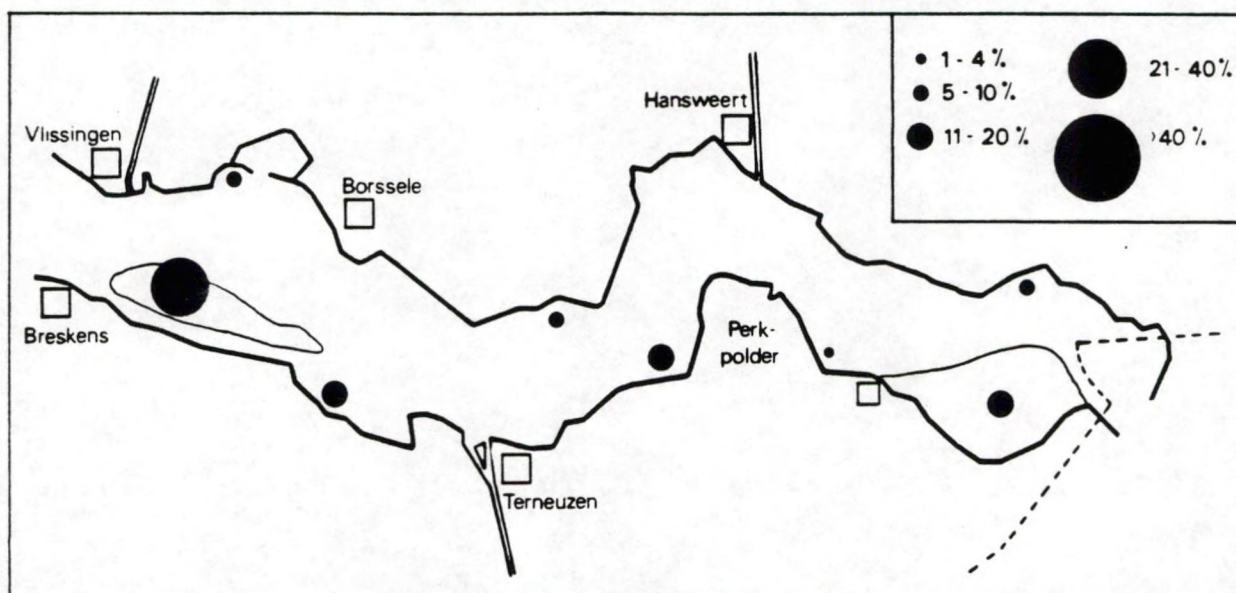 Vlissingen
Breskens
Borssele
Terneuzen
Hansweert
Perk-
polder
1 - 4 %
5 - 10 %
11 - 20 %
21 - 40 %
>40 %